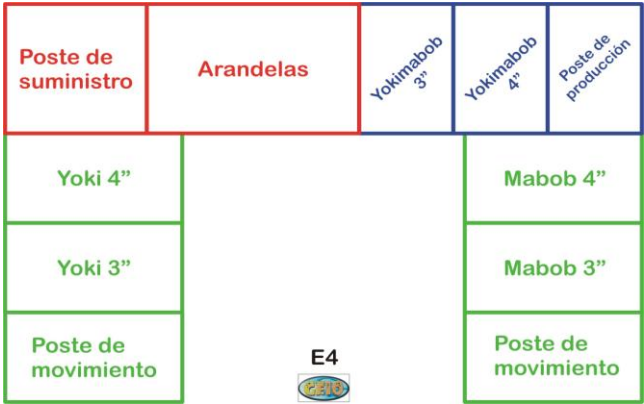 Poste de
suministro
Arandelas
Yokimabob
3”
Yokimabob
4”
Poste de
producción
Yoki 4”
Mabob 4”
Yoki 3”
Mabob 3”
Poste de
movimiento
E4
Poste de
movimiento